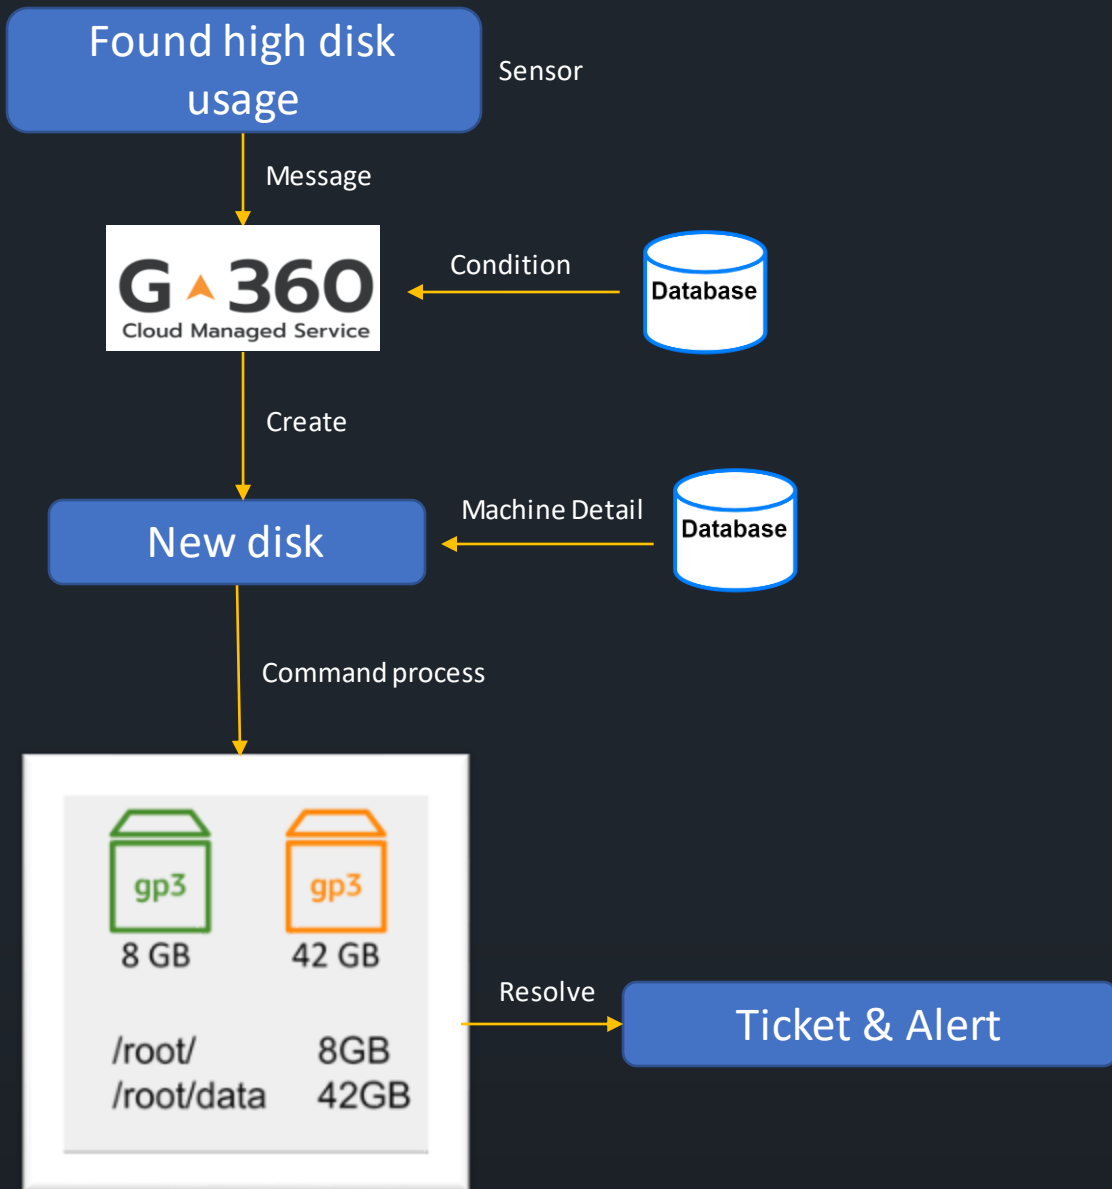 Found high disk
usage
Sensor
Message
G 360
Cloud Managed Service
Condition
Database
Create
New disk
Machine Detail
Database
Command process
gp3
gp3
8 GB
42 GB
/root/ 8GB
/root/data 42GB
Resolve
Ticket & Alert